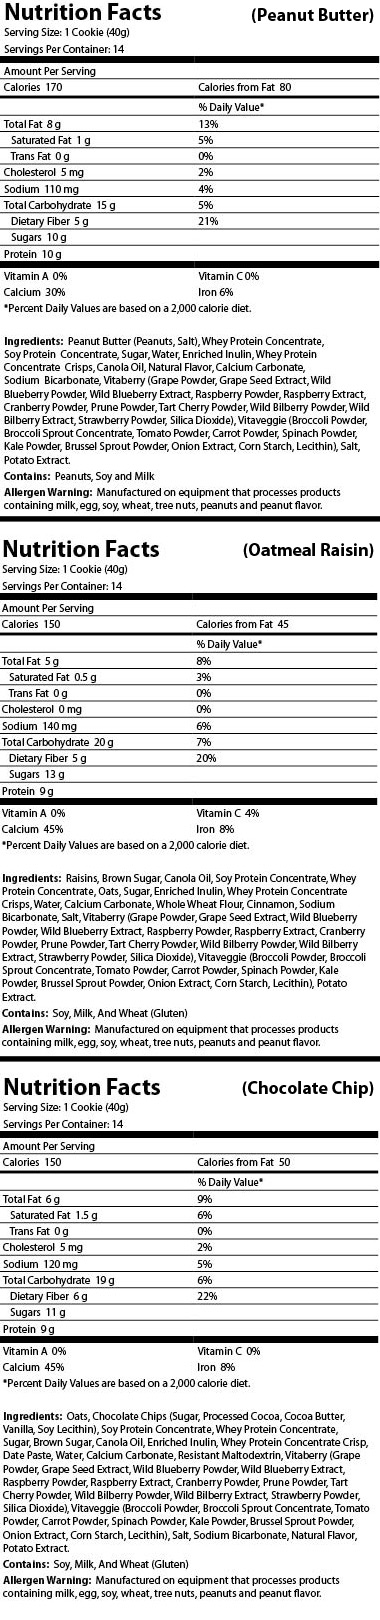 Nutrition Facts (Peanut Butter)
Serving Size: 1 Cookie (40g)
Servings Per Container: 14
Amount Per Serving
Calories 170 Calories from Fat 80
% Daily Value*
Total Fat 8 g 13%
Saturated Fat 1 g 5%
Trans Fat 0 g 0%
Cholesterol 5 mg 2%
Sodium 110 mg 4%
Total Carbohydrate 15 g 5%
Dietary Fiber 5 g 21%
Sugars 10 g
Protein 10 g
Vitamin A 0% Vitamin C 0%
Calcium 30% Iron 6%
*Percent Daily Values are based on a 2,000 calorie diet.
Ingredients: Peanut Butter (Peanuts, Salt), Whey Protein Concentrate,
Soy Protein Concentrate, Sugar, Water, Enriched Inulin, Whey Protein
Concentrate Crisps, Canola Oil, Natural Flavor, Calcium Carbonate,
Sodium Bicarbonate, Vitaberry (Grape Powder, Grape Seed Extract, Wild
Blueberry Powder, Wild Blueberry Extract, Raspberry Powder, Raspberry Extract,
Cranberry Powder, Prune Powder, Tart Cherry Powder, Wild Bilberry Powder, Wild
Bilberry Extract, Strawberry Powder, Silica Dioxide), Vitaveggie (Broccoli Powder,
Broccoli Sprout Concentrate, Tomato Powder, Carrot Powder, Spinach Powder,
Kale Powder, Brussel Sprout Powder, Onion Extract, Corn Starch, Lecithin), Salt,
Potato Extract.
Contains: Peanuts, Soy and Milk
Allergen Warning: Manufactured on equipment that processes products
containing milk, egg, soy, wheat, tree nuts, peanuts and peanut flavor.
Nutrition Facts (Oatmeal Raisin)
Serving Size: 1 Cookie (40g)
Servings Per Container: 14
Amount Per Serving
Calories 150 Calories from Fat 45
% Daily Value*
Total Fat 5 g 8%
Saturated Fat 0.5 g 3%
Trans Fat 0 g 0%
Cholesterol 0 mg 0%
Sodium 140 mg 6%
Total Carbohydrate 20 g 7%
Dietary Fiber 5 g 20%
Sugars 13 g
Protein 9 g
Vitamin A 0% Vitamin C 4%
Calcium 45% Iron 8%
*Percent Daily Values are based on a 2,000 calorie diet.
Ingredients: Raisins, Brown Sugar, Canola Oil, Soy Protein Concentrate, Whey
Protein Concentrate, Oats, Sugar, Enriched Inulin, Whey Protein Concentrate
Crisps, Water, Calcium Carbonate, Whole Wheat Flour, Cinnamon, Sodium
Bicarbonate, Salt, Vitaberry (Grape Powder, Grape Seed Extract, Wild Blueberry
Powder, Wild Blueberry Extract, Raspberry Powder, Raspberry Extract, Cranberry
Powder, Prune Powder, Tart Cherry Powder, Wild Bilberry Powder, Wild Bilberry
Extract, Strawberry Powder, Silica Dioxide), Vitaveggie (Broccoli Powder, Broccoli
Sprout Concentrate, Tomato Powder, Carrot Powder, Spinach Powder, Kale
Powder, Brussel Sprout Powder, Onion Extract, Corn Starch, Lecithin), Potato
Extract.
Contains: Soy, Milk, And Wheat (Gluten)
Allergen Warning: Manufactured on equipment that processes products
containing milk, egg, soy, wheat, tree nuts, peanuts and peanut flavor.
Nutrition Facts (Chocolate Chip)
Serving Size: 1 Cookie (40g)
Servings Per Container: 14
Amount Per Serving
Calories 150 Calories from Fat 50
% Daily Value*
Total Fat 6 g 9%
Saturated Fat 1.5 g 6%
Trans Fat 0 g 0%
Cholesterol 5 mg 2%
Sodium 120 mg 5%
Total Carbohydrate 19 g 6%
Dietary Fiber 6 g 22%
Sugars 11 g
Protein 9 g
Vitamin A 0% Vitamin C 0%
Calcium 45% Iron 8%
*Percent Daily Values are based on a 2,000 calorie diet.
Ingredients: Oats, Chocolate Chips (Sugar, Processed Cocoa, Cocoa Butter,
Vanilla, Soy Lecithin), Soy Protein Concentrate, Whey Protein Concentrate,
Sugar, Brown Sugar, Canola Oil, Enriched Inulin, Whey Protein Concentrate Crisp,
Date Paste, Water, Calcium Carbonate, Resistant Maltodextrin, Vitaberry (Grape
Powder, Grape Seed Extract, Wild Blueberry Powder, Wild Blueberry Extract,
Raspberry Powder, Raspberry Extract, Cranberry Powder, Prune Powder, Tart
Cherry Powder, Wild Bilberry Powder, Wild Bilberry Extract, Strawberry Powder,
Silica Dioxide), Vitaveggie (Broccoli Powder, Broccoli Sprout Concentrate, Tomato
Powder, Carrot Powder, Spinach Powder, Kale Powder, Brussel Sprout Powder,
Onion Extract, Corn Starch, Lecithin), Salt, Sodium Bicarbonate, Natural Flavor,
Potato Extract.
Contains: Soy, Milk, And Wheat (Gluten)
Allergen Warning: Manufactured on equipment that processes products
containing milk, egg, soy, wheat, tree nuts, peanuts and peanut flavor.